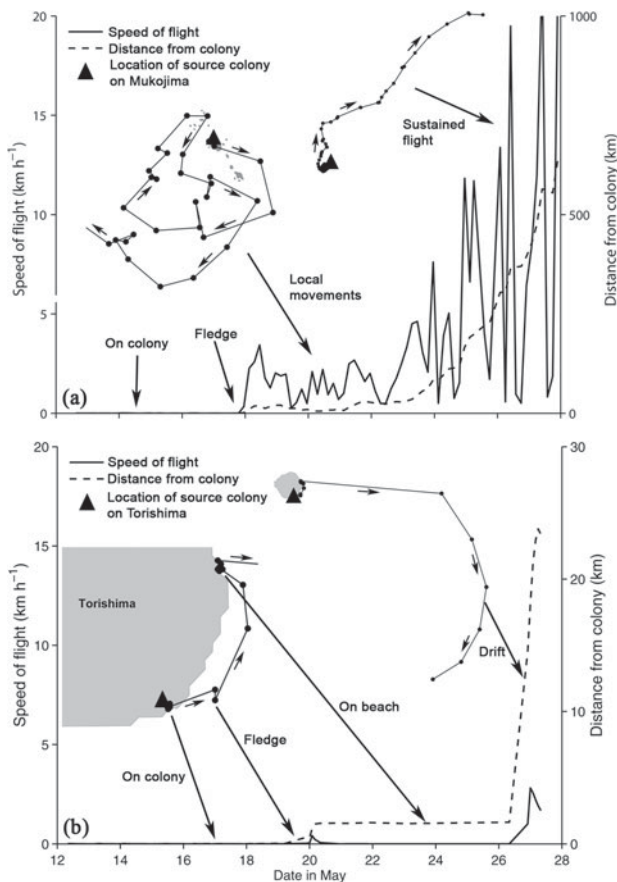 20
15
10
5
0
Speed of flight (km h⁻¹)
Speed of flight
Distance from colony
Location of source colony
on Mukojima
Sustained
flight
Local
movements
On colony
Fledge
(a)
1000
500
0
Distance from colony (km)
20
15
10
5
0
Speed of flight (km h⁻¹)
Speed of flight
Distance from colony
Location of source colony
on Torishima
Torishima
Drift
On beach
Fledge
On colony
(b)
30
20
10
0
Distance from colony (km)
12 14 16 18 20 22 24 26 28
Date in May